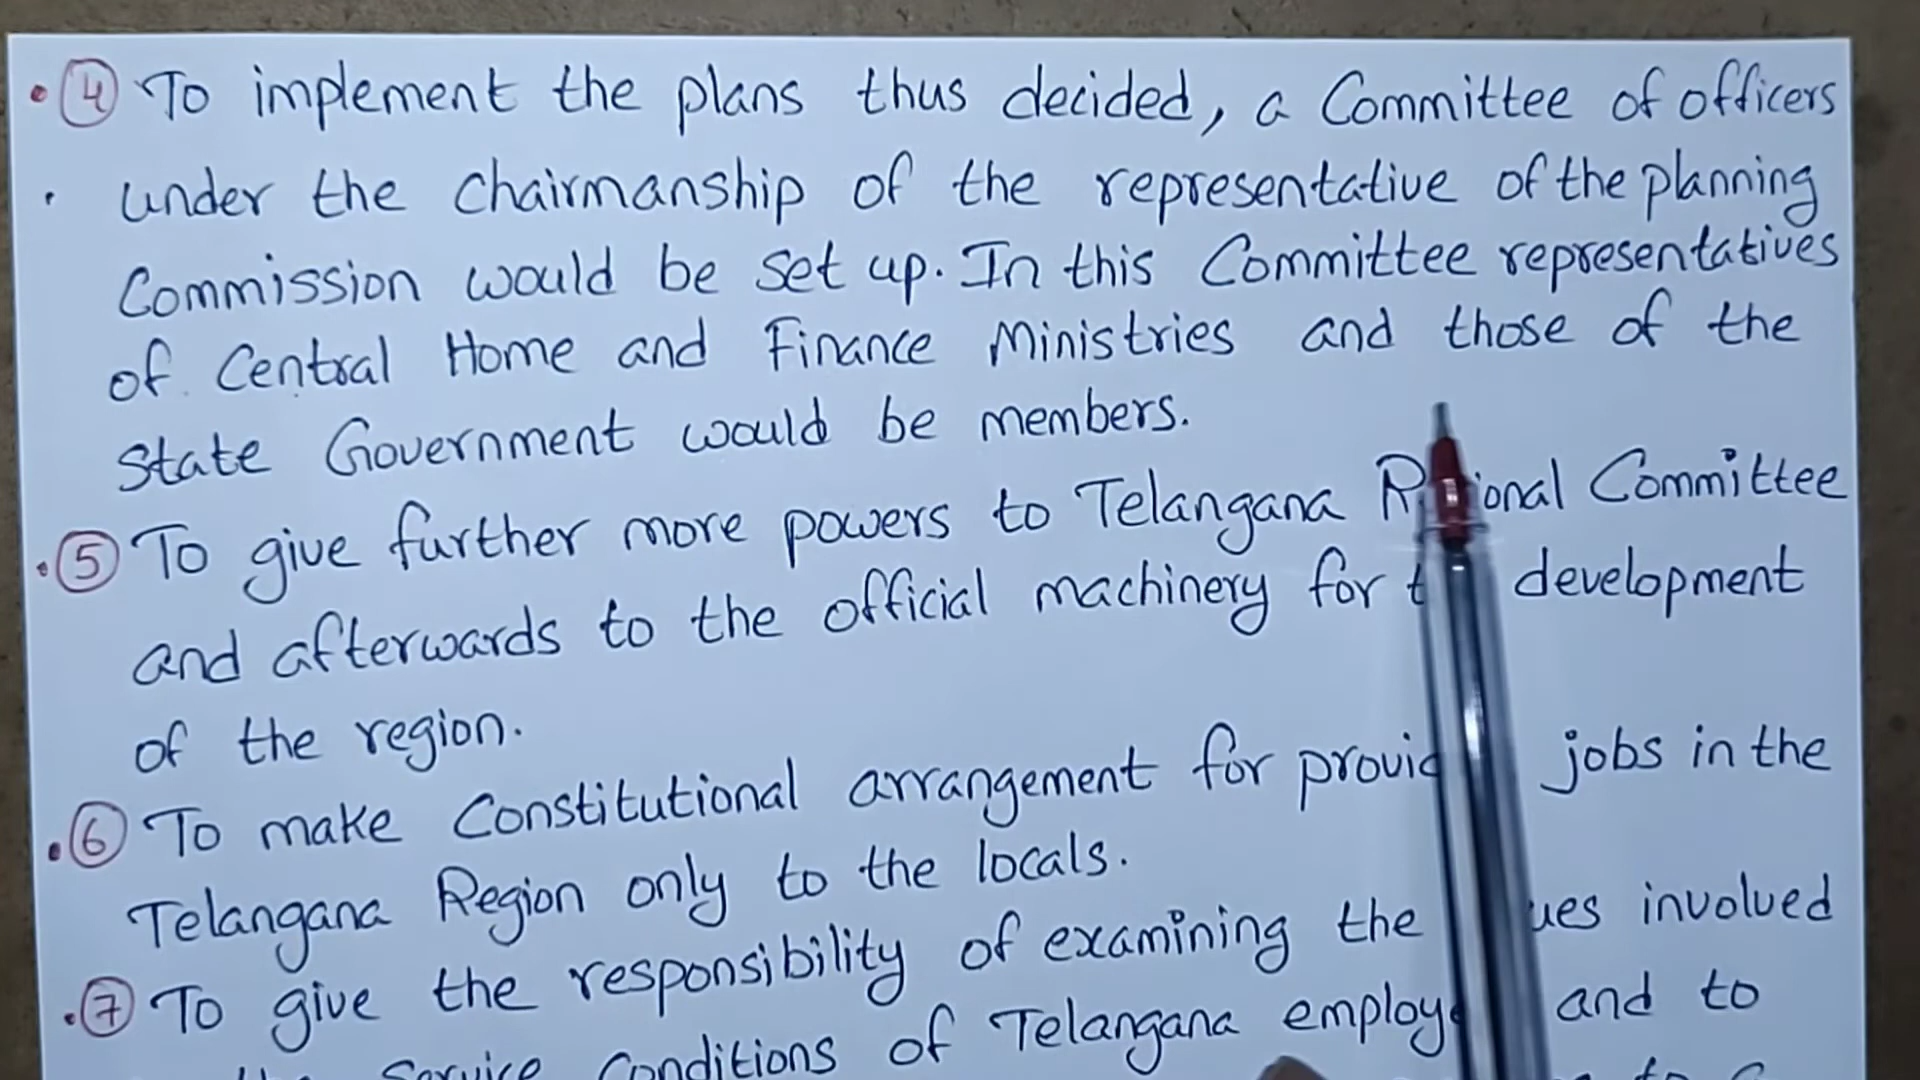 ④ To implement the plans thus decided, a Committee of officers
under the chairmanship of the representative of the planning
Commission would be set up. In this Committee representatives
of Central Home and Finance Ministries and those of the
State Government would be members.
⑤ To give further more powers to Telangana Committee
and afterwards to the official machinery for development
of the region.
⑥ To make Constitutional arrangement for jobs in the
Telangana Region only to the locals.
⑦ To give the responsibility of examining the involved
Service Conditions of Telangana and to